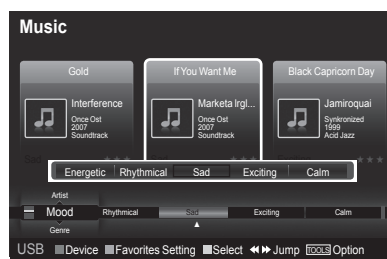 Music
Gold
If You Want Me
Black Capricorn Day
Interference
Once Ost
2007
Soundtrack
Marketa Irgl...
Once Ost
2007
Soundtrack
Jamiroquai
Synkronized
1999
Acid Jazz
Energetic Rhythmical Sad Exciting Calm
Artist
Mood Rhythmical Sad Exciting Calm
Genre
USB Device Favorites Setting Select Jump TOOLS Option